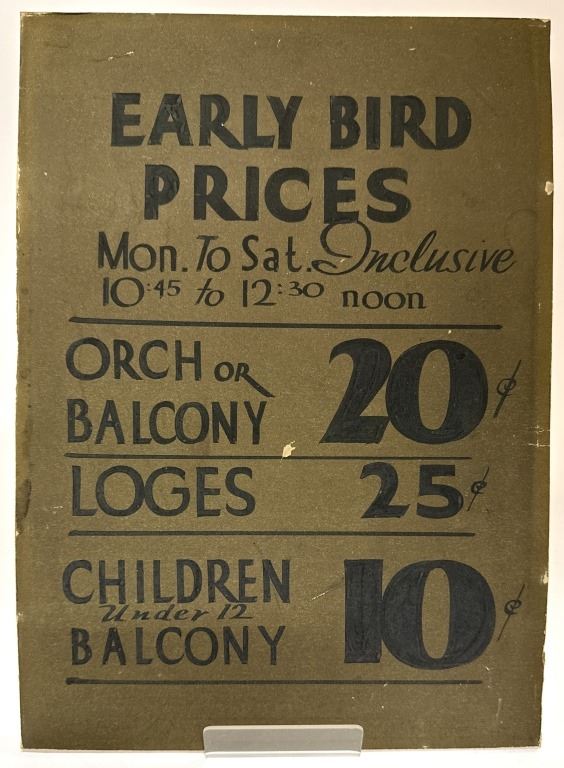 EARLY BIRD
PRICES
Mon. To Sat. Inclusive
10:45 to 12:30 noon
ORCH OR
BALCONY 20¢
LOGES 25¢
CHILDREN
Under 12
BALCONY 10¢